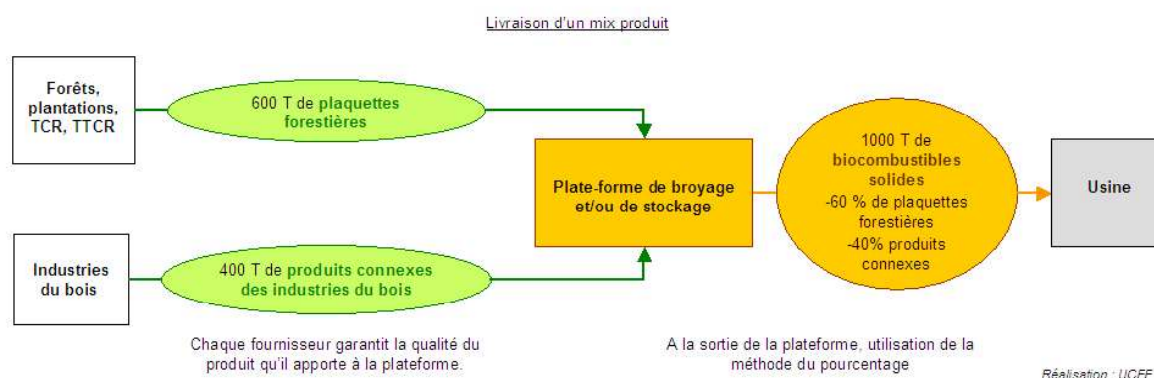 Livraison d'un mix produit
Forêts,
plantations,
TCR, TTCR
600 T de plaquettes
forestières
Plate-forme de broyage
et/ou de stockage
1000 T de
biocombustibles
solides
-60 % de plaquettes
forestières
-40% produits
connexes
Usine
Industries
du bois
400 T de produits connexes
des industries du bois
Chaque fournisseur garantit la qualité du
produit qu'il apporte à la plateforme.
A la sortie de la plateforme, utilisation de la
méthode du pourcentage
Réalisation : UCFF